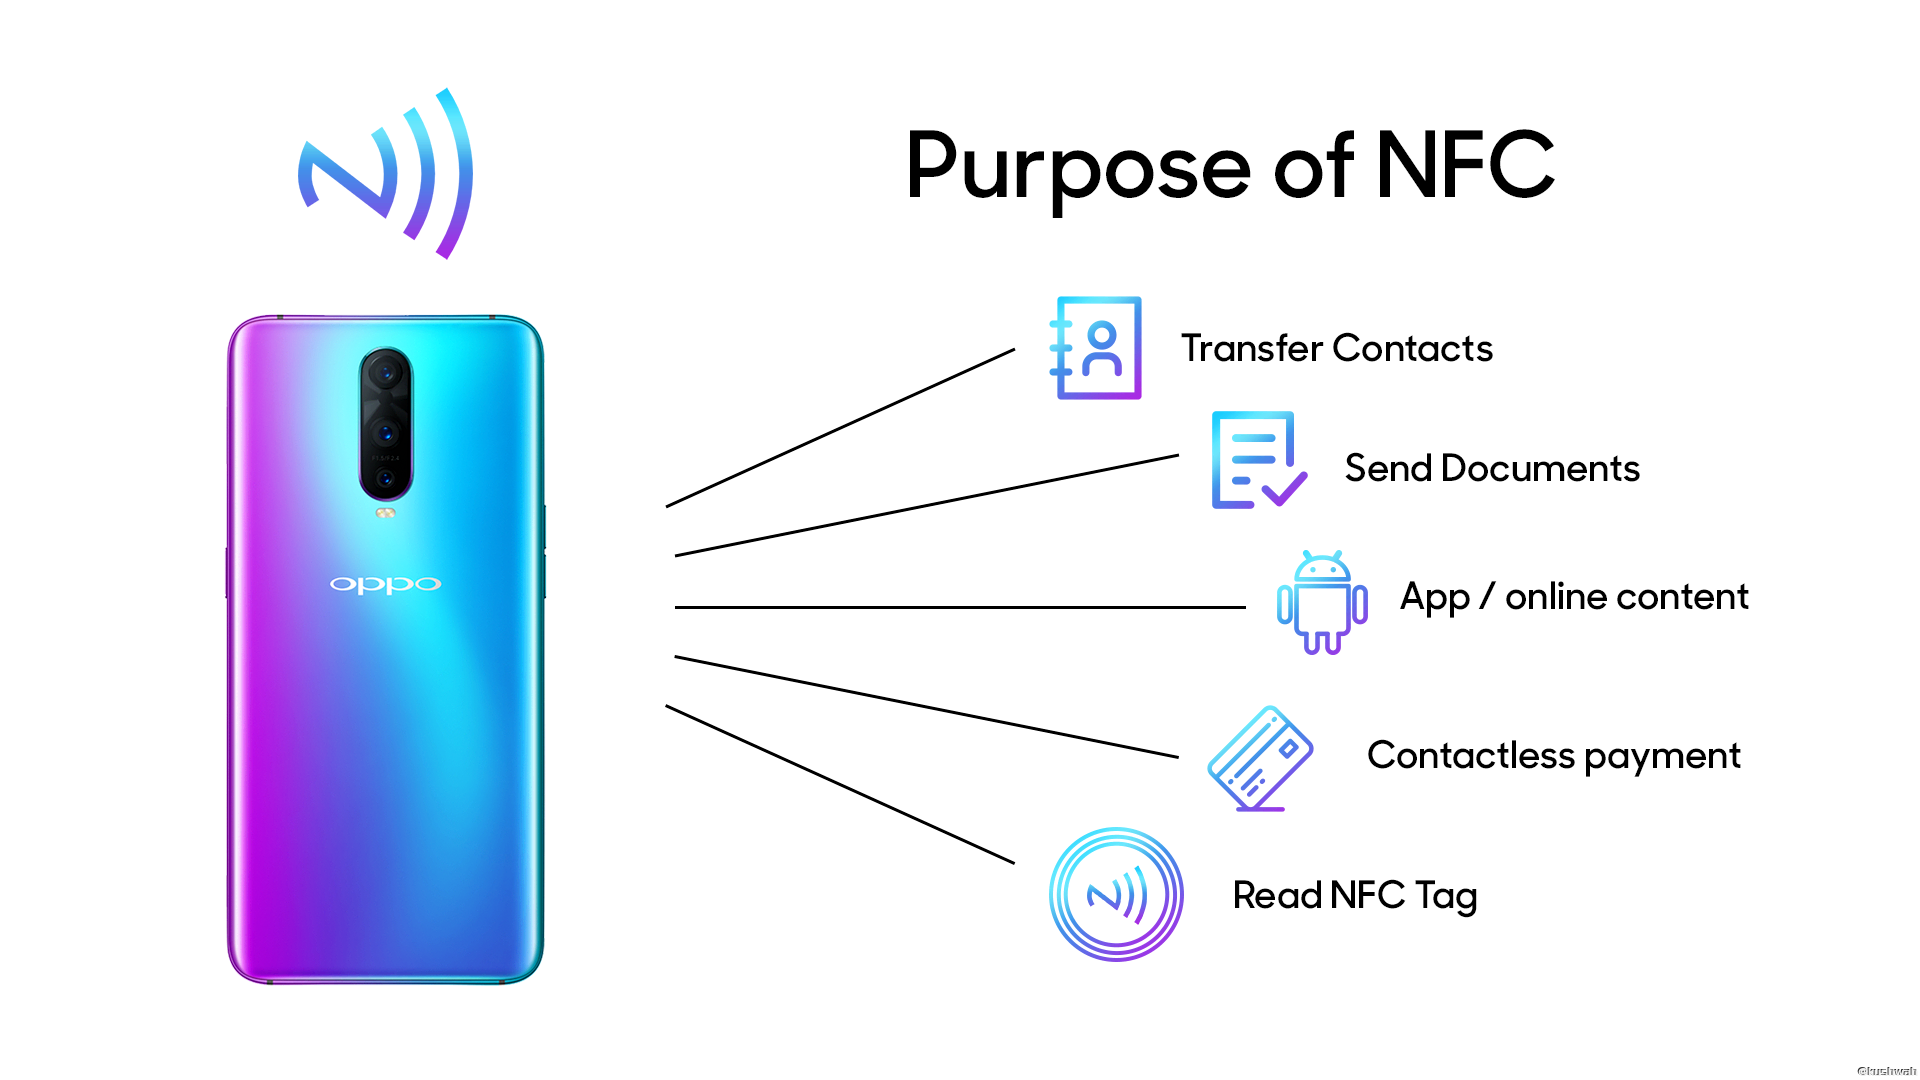 Purpose of NFC
Transfer Contacts
Send Documents
App / online content
Contactless payment
Read NFC Tag
oppo
@kushwah